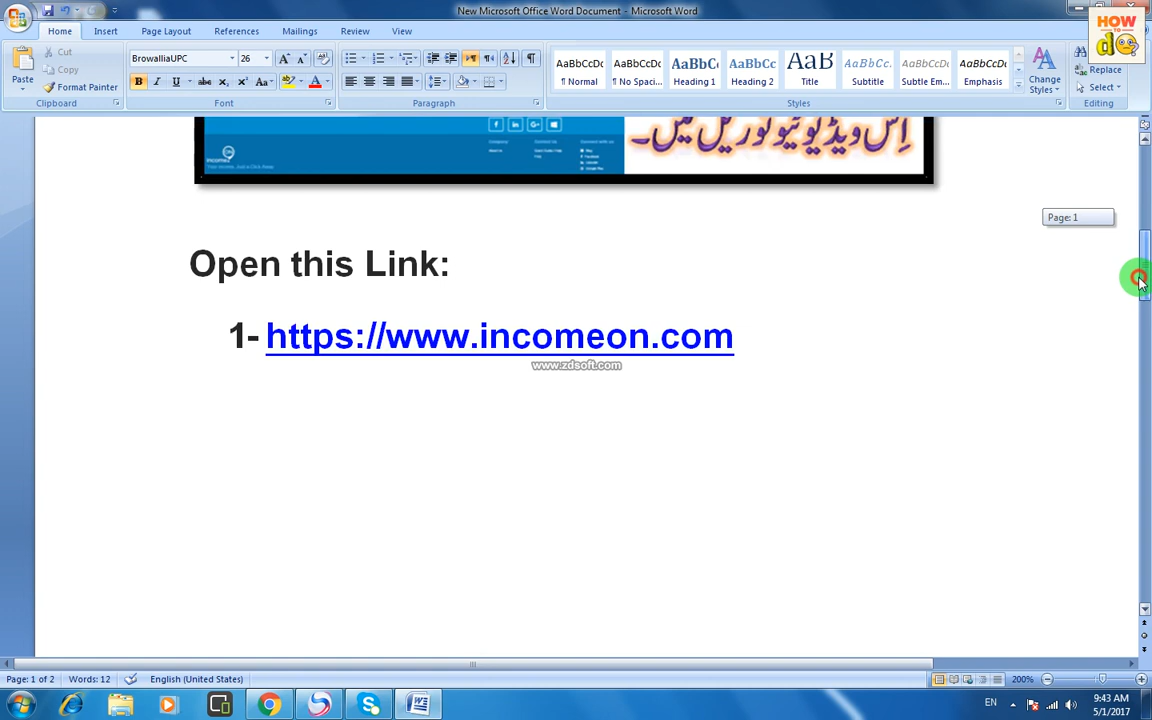 New Microsoft Office Word Document - Microsoft Word
HOW
TO
do
Home Insert Page Layout References Mailings Review View
Paste
Cut
Copy
Format Painter
Clipboard
BrowalliaUPC 26
Font
Paragraph
AaBbCcDc AaBbCcDc AaBbCc AaBbCc AaB AaBbCc. AaBbCcDc AaBbCcDc
¶ Normal ¶ No Spaci... Heading 1 Heading 2 Title Subtitle Subtle Em... Emphasis
Change
Styles
Styles
Replace
Select
Editing
اِس ویڈیو ٹیوٹوریل میں۔
Page: 1
Open this Link:
1- https://www.incomeon.com
www.zdsoft.com
Page: 1 of 2 Words: 12 English (United States) 200%
EN
9:43 AM
5/1/2017